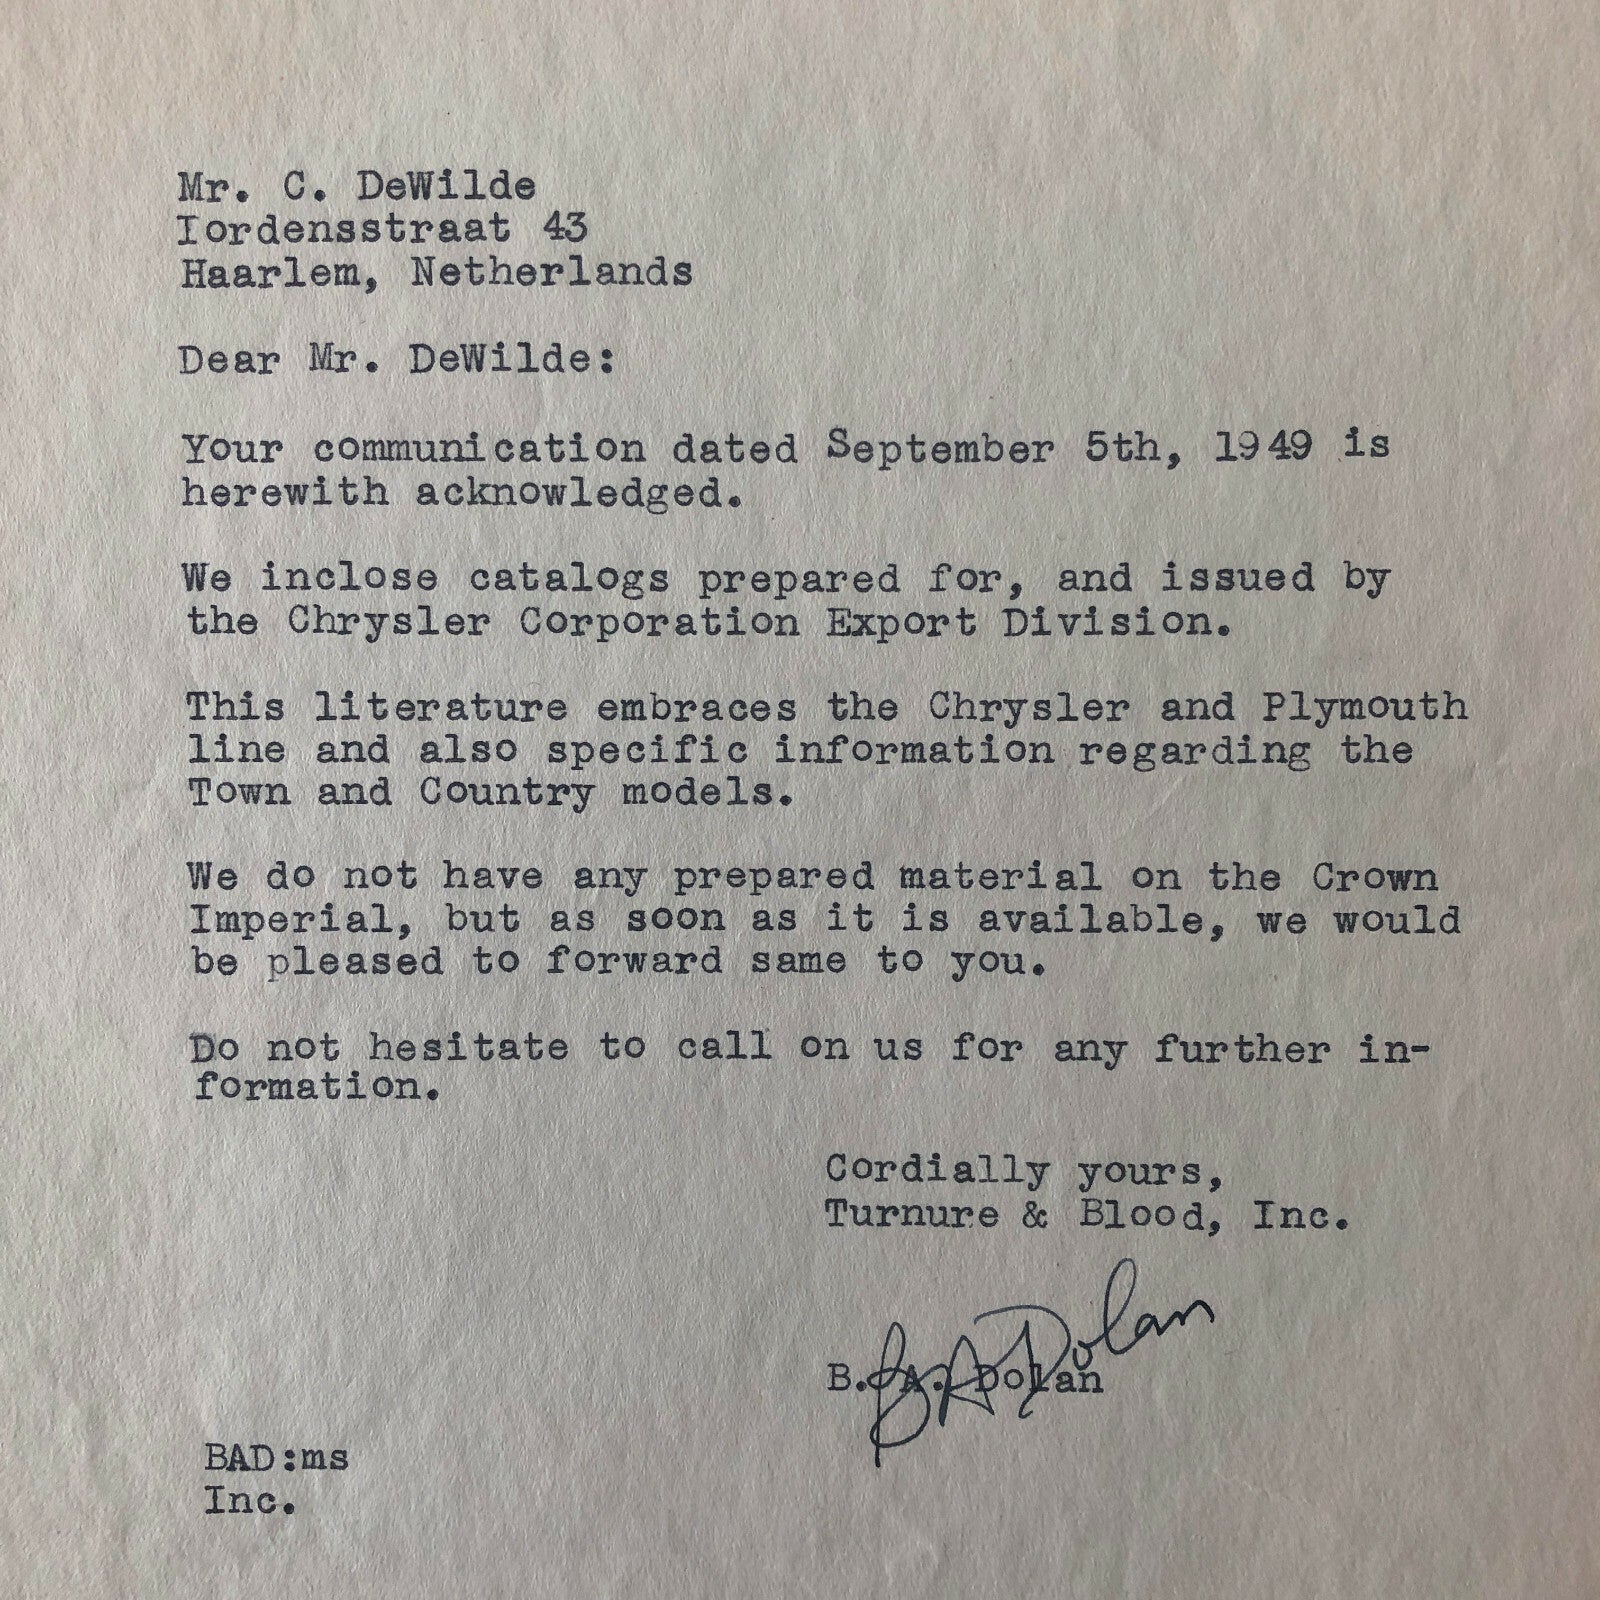 Mr. C. DeWilde
Iordensstraat 43
Haarlem, Netherlands
Dear Mr. DeWilde:
Your communication dated September 5th, 1949 is
herewith acknowledged.
We inclose catalogs prepared for, and issued by
the Chrysler Corporation Export Division.
This literature embraces the Chrysler and Plymouth
line and also specific information regarding the
Town and Country models.
We do not have any prepared material on the Crown
Imperial, but as soon as it is available, we would
be pleased to forward same to you.
Do not hesitate to call on us for any further in-
formation.
Cordially yours,
Turnure & Blood, Inc.
B A Dolan
B. A. Dolan
BAD:ms
Inc.